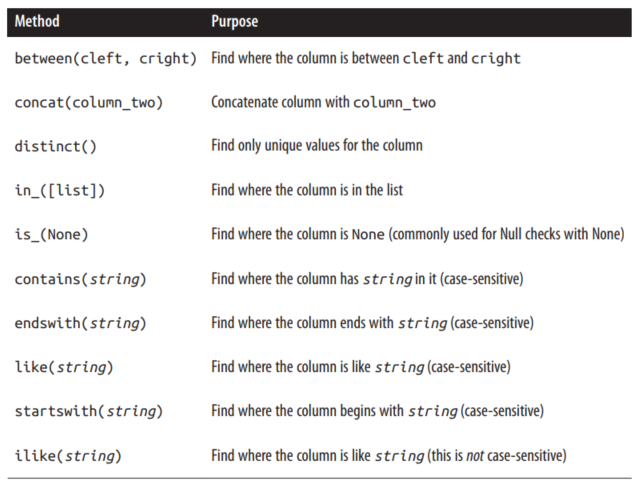 Method Purpose
between(cleft, cright) Find where the column is between cleft and cright
concat(column_two) Concatenate column with column_two
distinct() Find only unique values for the column
in_([list]) Find where the column is in the list
is_(None) Find where the column is None (commonly used for Null checks with None)
contains(string) Find where the column has string in it (case-sensitive)
endswith(string) Find where the column ends with string (case-sensitive)
like(string) Find where the column is like string (case-sensitive)
startswith(string) Find where the column begins with string (case-sensitive)
ilike(string) Find where the column is like string (this is not case-sensitive)